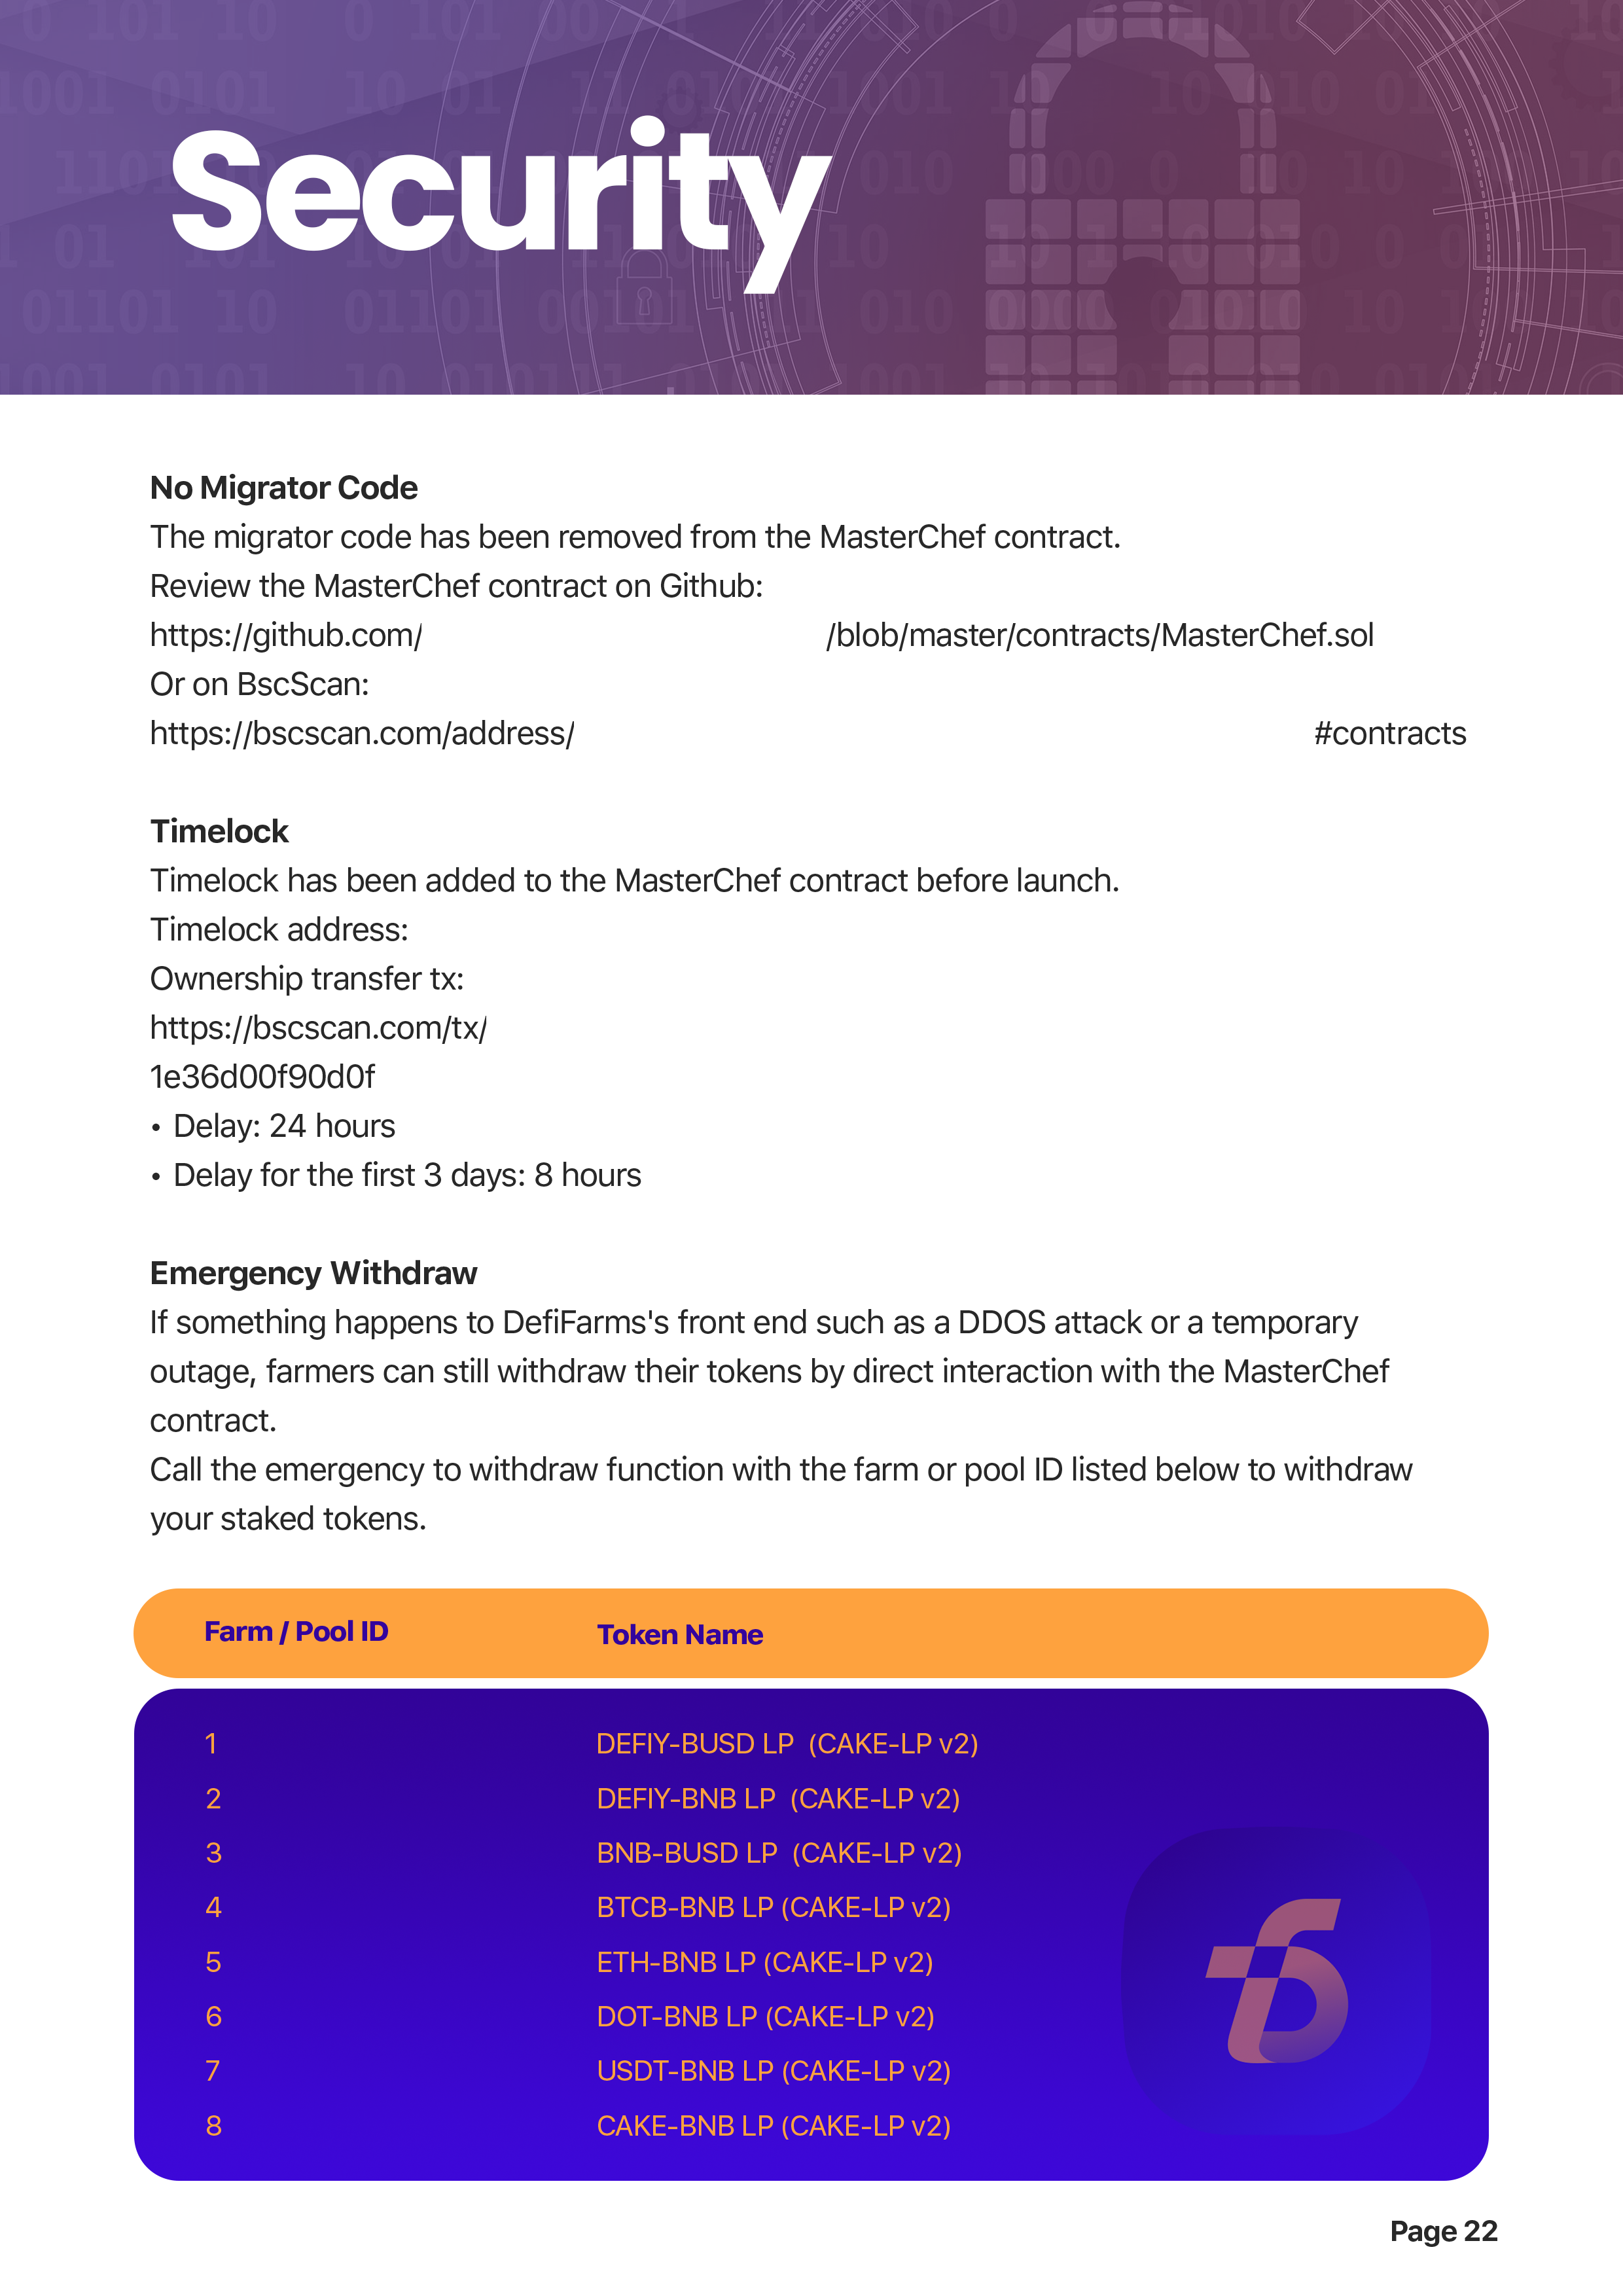 Security
No Migrator Code
The migrator code has been removed from the MasterChef contract.
Review the MasterChef contract on Github:
https://github.com/ /blob/master/contracts/MasterChef.sol
Or on BscScan:
https://bscscan.com/address/ #contracts
Timelock
Timelock has been added to the MasterChef contract before launch.
Timelock address:
Ownership transfer tx:
https://bscscan.com/tx/
1e36d00f90d0f
• Delay: 24 hours
• Delay for the first 3 days: 8 hours
Emergency Withdraw
If something happens to DefiFarms's front end such as a DDOS attack or a temporary
outage, farmers can still withdraw their tokens by direct interaction with the MasterChef
contract.
Call the emergency to withdraw function with the farm or pool ID listed below to withdraw
your staked tokens.
Farm / Pool ID Token Name
1 DEFIY-BUSD LP (CAKE-LP v2)
2 DEFIY-BNB LP (CAKE-LP v2)
3 BNB-BUSD LP (CAKE-LP v2)
4 BTCB-BNB LP (CAKE-LP v2)
5 ETH-BNB LP (CAKE-LP v2)
6 DOT-BNB LP (CAKE-LP v2)
7 USDT-BNB LP (CAKE-LP v2)
8 CAKE-BNB LP (CAKE-LP v2)
Page 22